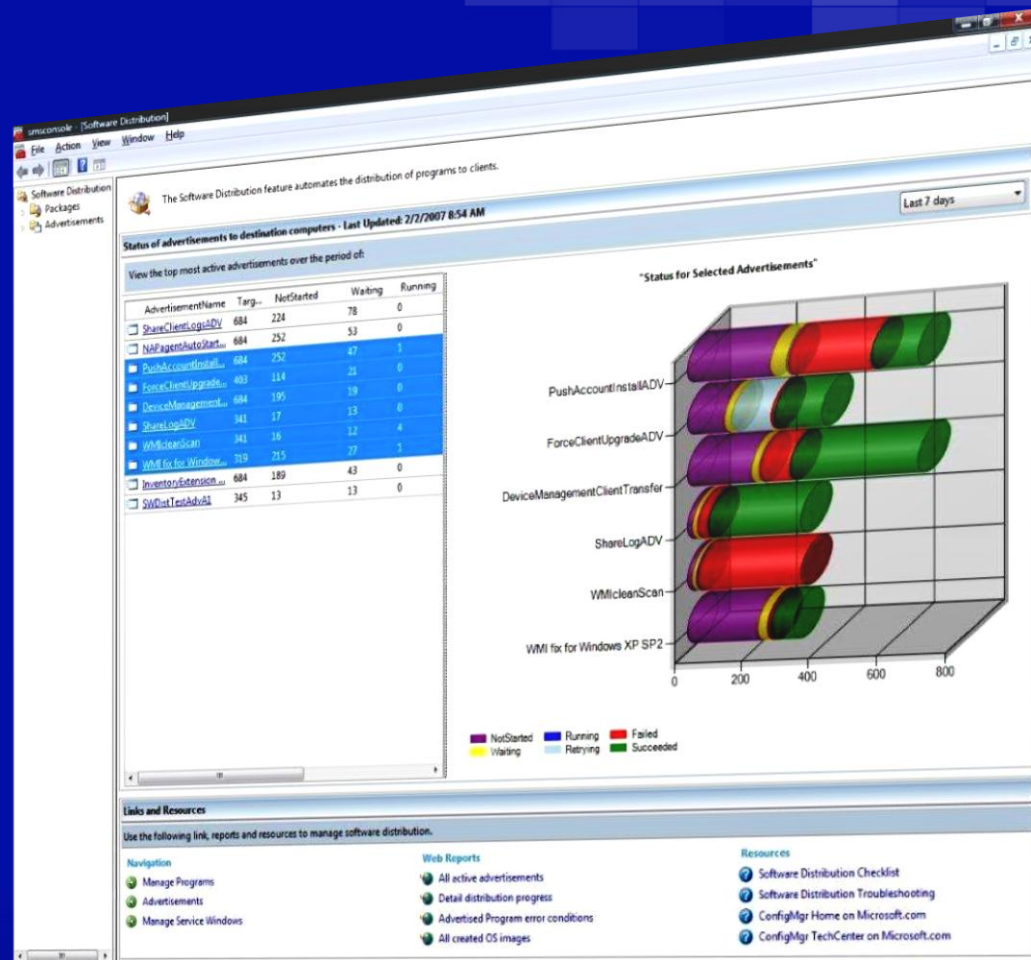 umsconsole - [Software Distribution]
File Action View Window Help
Software Distribution
Packages
Advertisements
The Software Distribution feature automates the distribution of programs to clients.
Status of advertisements to destination computers - Last Updated: 2/2/2007 8:54 AM
View the top most active advertisements over the period of:
Last 7 days
AdvertisementName Targ... NotStarted Waiting Running
ShareClientLogsADV 684 224 78 0
NAPagentAutoStart... 684 252 53 0
PushAccountInstall... 684 252 47 1
ForceClientUpgrade... 403 114 21 0
DeviceManagement... 684 195 19 0
ShareLogADV 341 17 13 0
WMIcleanScan 341 16 12 4
WMI fix for Window... 319 215 27 1
InventoryExtension ... 684 189 43 0
SWDistTestAdvAI 345 13 13 0
"Status for Selected Advertisements"
PushAccountInstallADV
ForceClientUpgradeADV
DeviceManagementClientTransfer
ShareLogADV
WMIcleanScan
WMI fix for Windows XP SP2
0 200 400 600 800
NotStarted Running Failed
Waiting Retrying Succeeded
Links and Resources
Use the following link, reports and resources to manage software distribution.
Navigation
Manage Programs
Advertisements
Manage Service Windows
Web Reports
All active advertisements
Detail distribution progress
Advertised Program error conditions
All created OS images
Resources
Software Distribution Checklist
Software Distribution Troubleshooting
ConfigMgr Home on Microsoft.com
ConfigMgr TechCenter on Microsoft.com